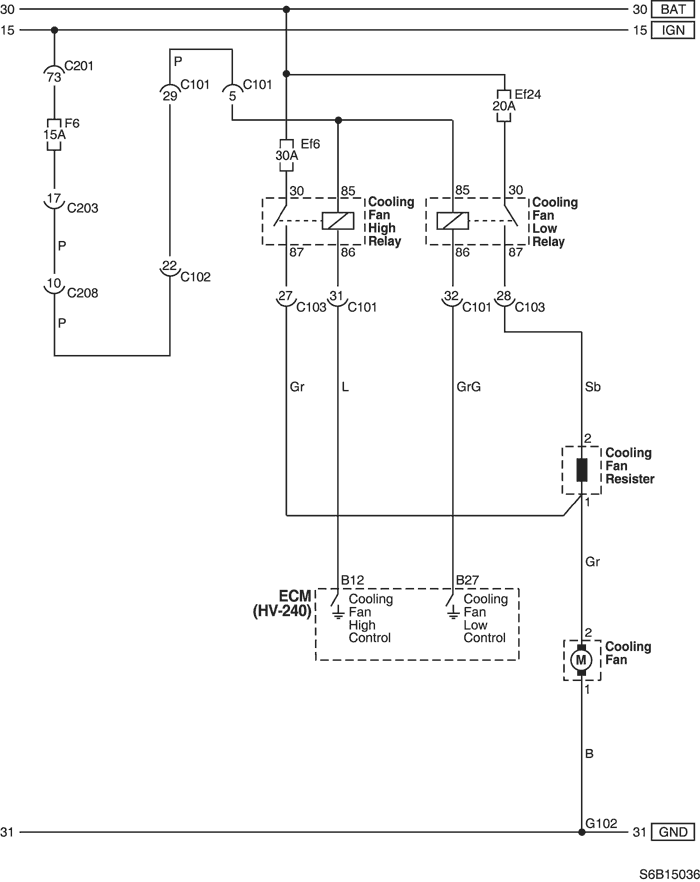 30 30 BAT
15 15 IGN
P
C201
73
C101
29
C101
5
Ef24
20A
F6
15A
Ef6
30A
17
C203
30 85
Cooling
Fan
High
Relay
85 30
Cooling
Fan
Low
Relay
P
87 86
86 87
22
C102
10
C208
27
C103
31
C101
32
C101
28
C103
P
Gr
L
GrG
Sb
2
Cooling
Fan
Resister
1
Gr
ECM
(HV-240)
B12
Cooling
Fan
High
Control
B27
Cooling
Fan
Low
Control
2
Cooling
Fan
M
1
B
G102
31 31 GND
S6B15036